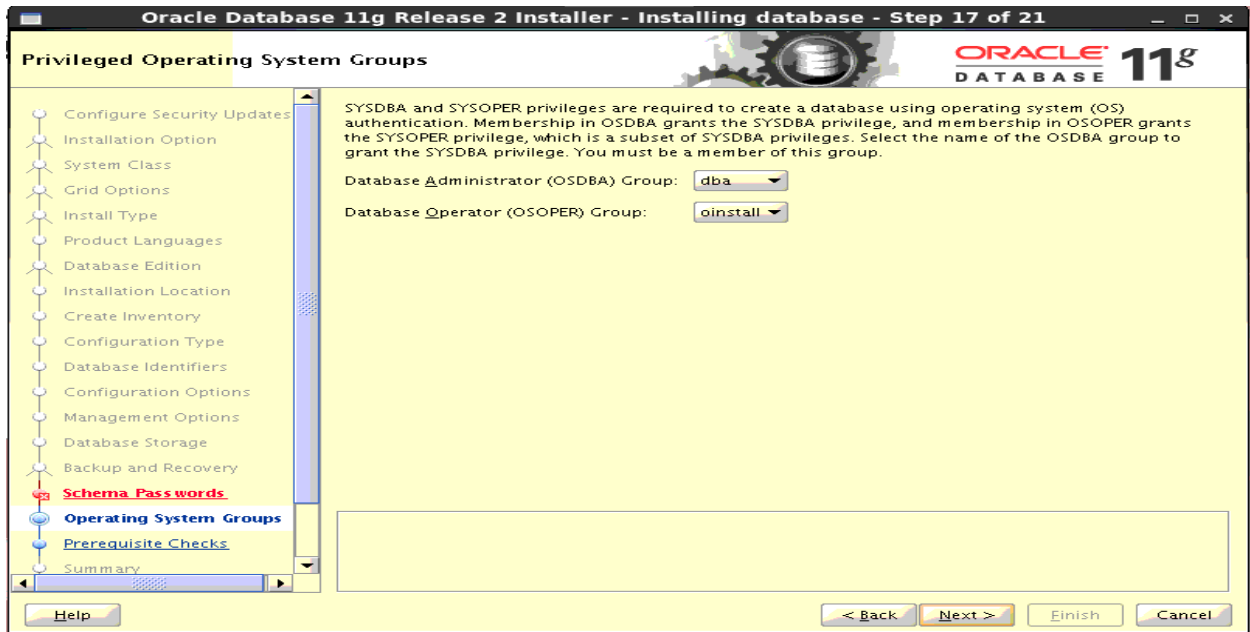 Oracle Database 11g Release 2 Installer - Installing database - Step 17 of 21
Privileged Operating System Groups
ORACLE
DATABASE
11g
Configure Security Updates
Installation Option
System Class
Grid Options
Install Type
Product Languages
Database Edition
Installation Location
Create Inventory
Configuration Type
Database Identifiers
Configuration Options
Management Options
Database Storage
Backup and Recovery
Schema Passwords
Operating System Groups
Prerequisite Checks
Summary
SYSDBA and SYSOPER privileges are required to create a database using operating system (OS)
authentication. Membership in OSDBA grants the SYSDBA privilege, and membership in OSOPER grants
the SYSOPER privilege, which is a subset of SYSDBA privileges. Select the name of the OSDBA group to
grant the SYSDBA privilege. You must be a member of this group.
Database Administrator (OSDBA) Group: dba
Database Operator (OSOPER) Group: oinstall
Help
< Back
Next >
Finish
Cancel